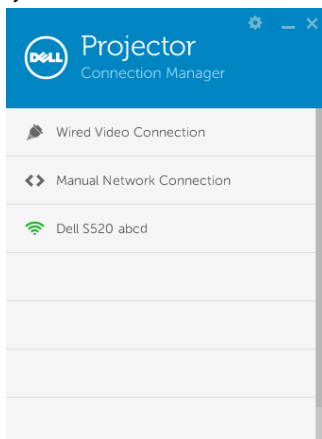 DELL
Projector
Connection Manager
Wired Video Connection
Manual Network Connection
Dell S520 abcd